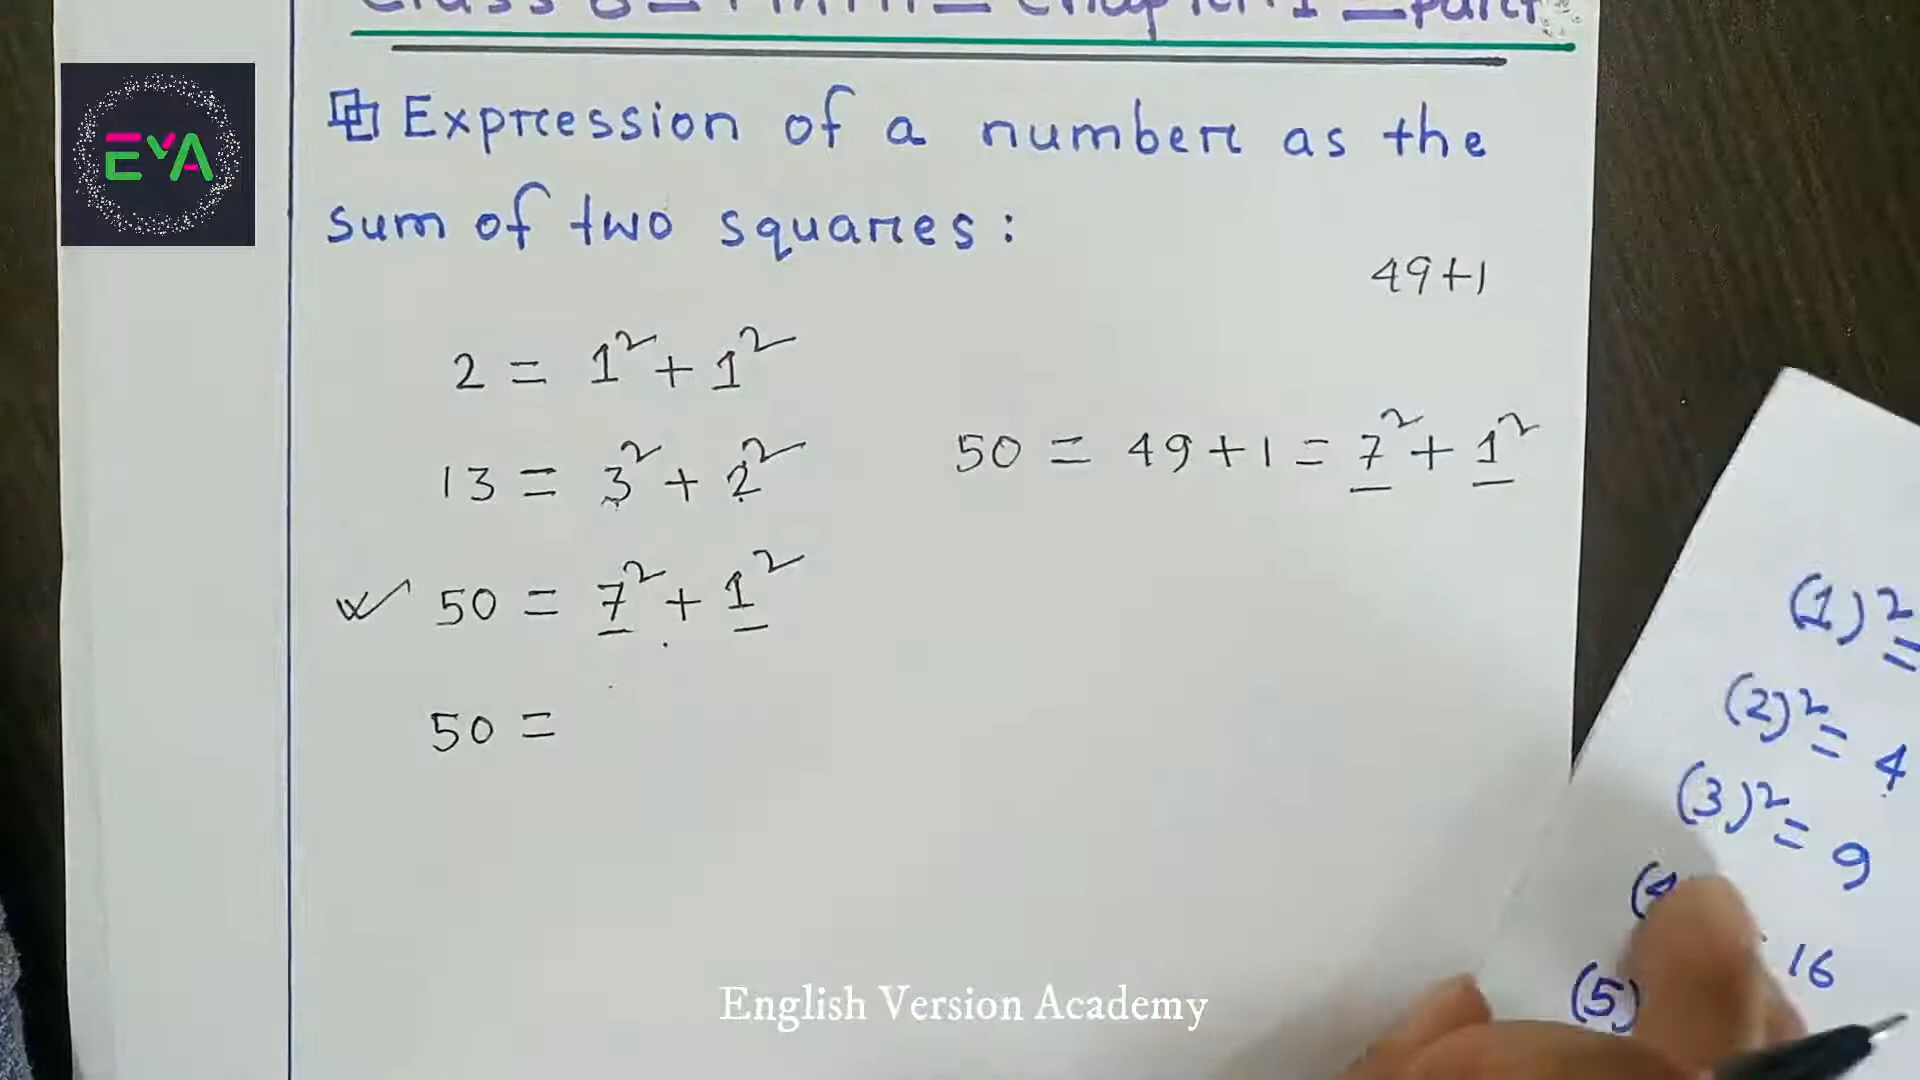 EYA
Expression of a number as the
sum of two squares:
49+1
2 = 1² + 1²
13 = 3² + 2²
50 = 49+1 = 7² + 1²
50 = 7² + 1²
50 =
(1)² =
(2)² = 4
(3)² = 9
16
(5)
English Version Academy